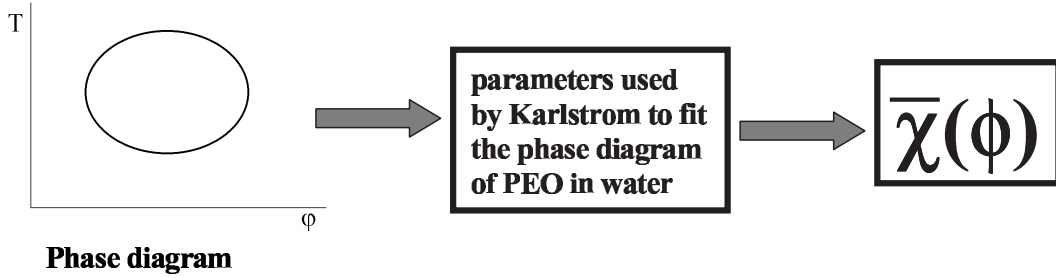 T
φ
Phase diagram
parameters used
by Karlstrom to fit
the phase diagram
of PEO in water
χ̅(ϕ)